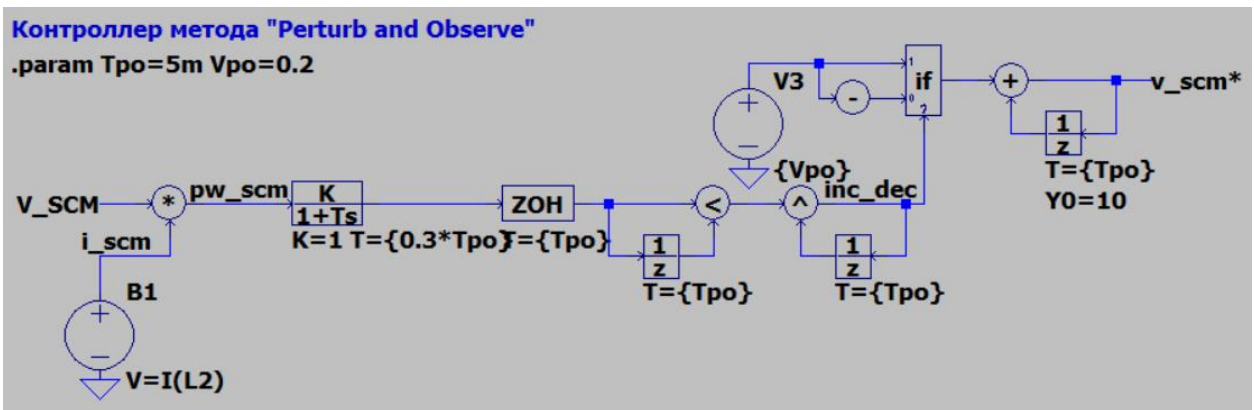 Контроллер метода "Perturb and Observe"
.param Tpo=5m Vpo=0.2
V3
1
if
0
?
+
v_scm*
-
1
z
T={Tpo}
Y0=10
{Vpo}
V_SCM
*
pw_scm
K
1+Ts
K=1 T={0.3*Tpo}
ZOH
T={Tpo}
<
^
inc_dec
1
z
T={Tpo}
1
z
T={Tpo}
i_scm
B1
V=I(L2)